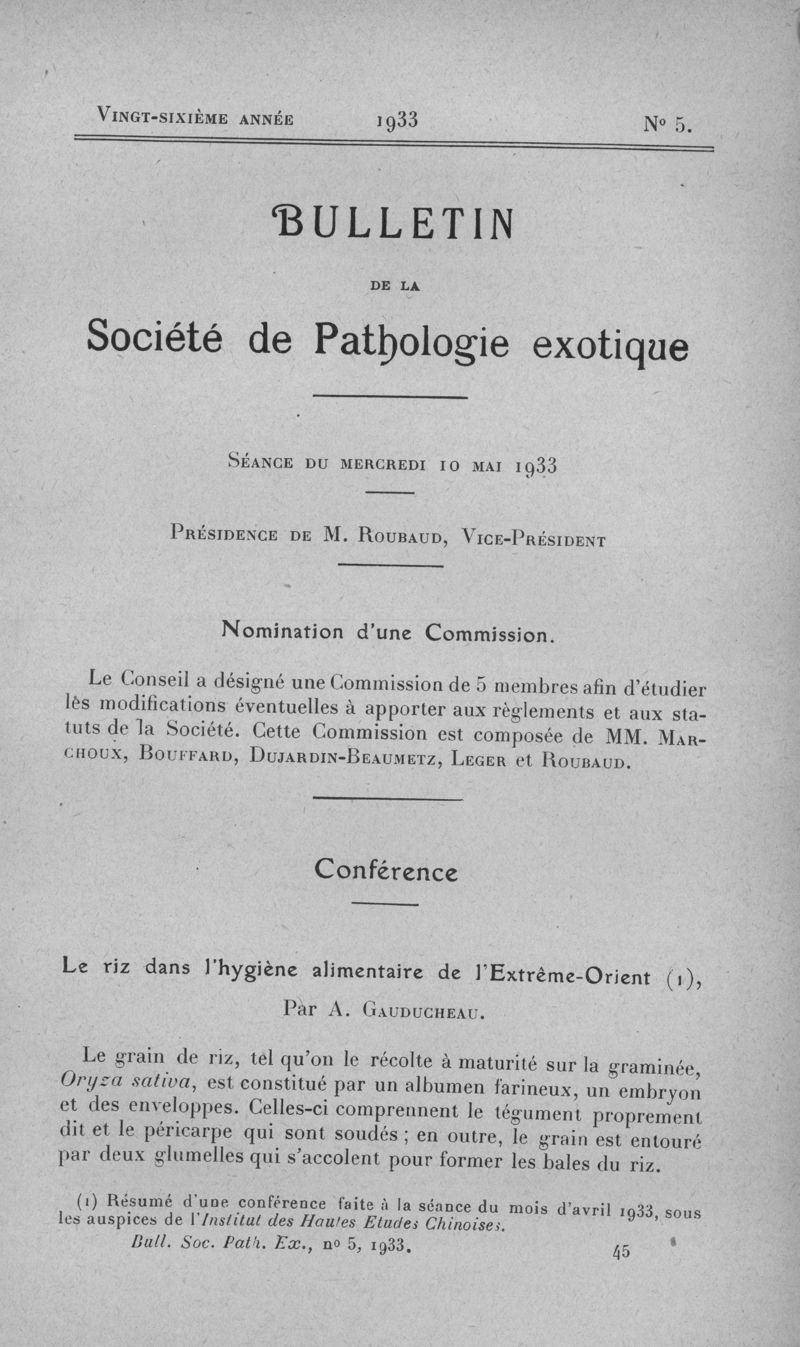 VINGT-SIXIÈME ANNÉE 1933 Nº 5.
BULLETIN
DE LA
Société de Pathologie exotique
SÉANCE DU MERCREDI 10 MAI 1933
PRÉSIDENCE DE M. ROUBAUD, VICE-PRÉSIDENT
Nomination d'une Commission.
Le Conseil a désigné une Commission de 5 membres afin d'étudier
lès modifications éventuelles à apporter aux règlements et aux sta-
tuts de la Société. Cette Commission est composée de MM. MAR-
CHOUX, BOUFFARD, DUJARDIN-BEAUMETZ, LEGER et ROUBAUD.
Conférence
Le riz dans l'hygiène alimentaire de l'Extrême-Orient (1),
Par A. GAUDUCHEAU.
Le grain de riz, tel qu'on le récolte à maturité sur la graminée,
Oryza sativa, est constitué par un albumen farineux, un embryon
et des enveloppes. Celles-ci comprennent le tégument proprement
dit et le péricarpe qui sont soudés ; en outre, le grain est entouré
par deux glumelles qui s'accolent pour former les bales du riz.
(1) Résumé d'une conférence faite à la séance du mois d'avril 1933, sous
les auspices de l'Institut des Hautes Etudes Chinoises.
Bull. Soc. Path. Ex., nº 5, 1933. 45